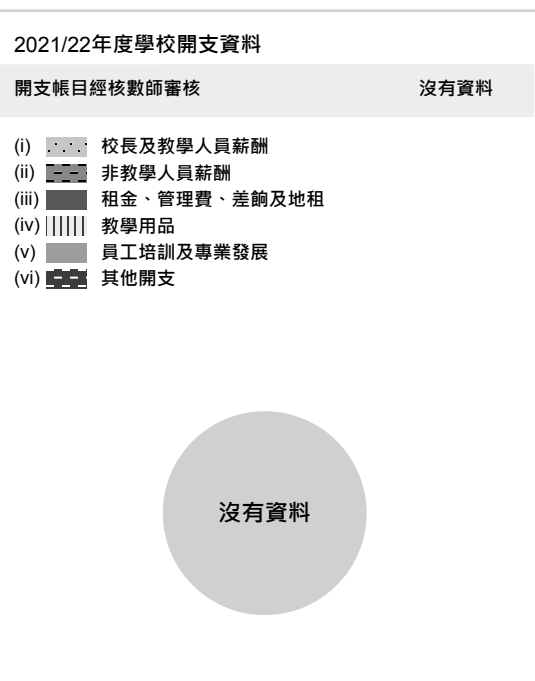 2021/22年度學校開支資料
開支帳目經核數師審核 沒有資料
(i) 校長及教學人員薪酬
(ii) 非教學人員薪酬
(iii) 租金、管理費、差餉及地租
(iv) 教學用品
(v) 員工培訓及專業發展
(vi) 其他開支
沒有資料